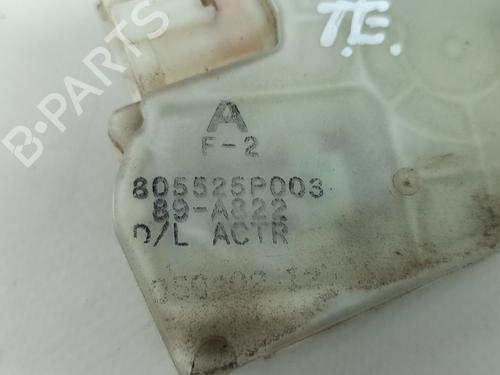 T.E.
B-PARTS
A
F-2
805525P003
89-A822
D/L ACTR